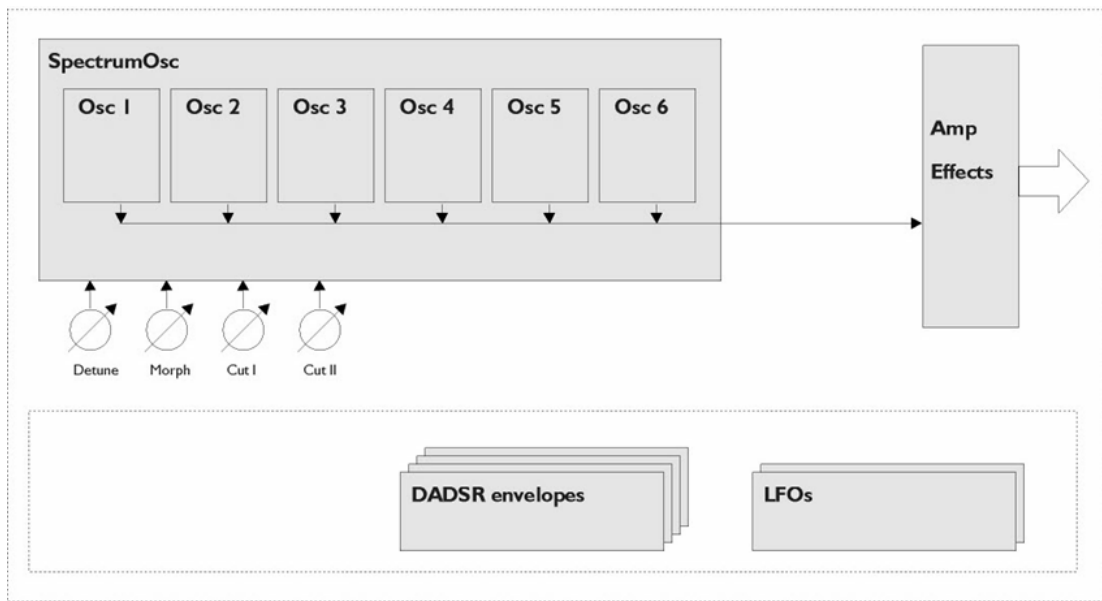 SpectrumOsc
Osc 1 Osc 2 Osc 3 Osc 4 Osc 5 Osc 6
Amp
Effects
Detune Morph Cut I Cut II
DADSR envelopes LFOs